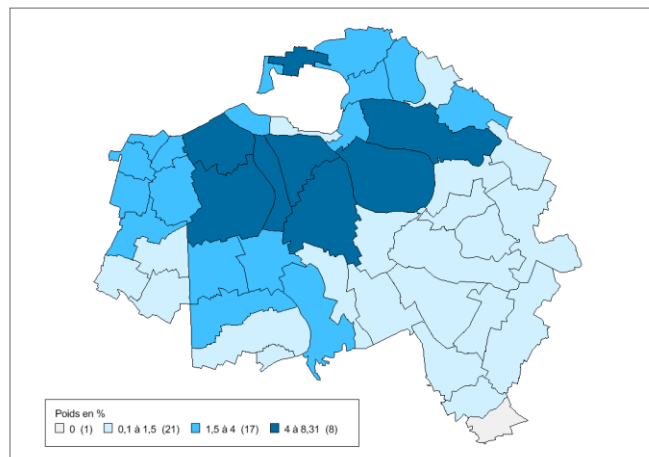 Poids en %
0 (1) 0,1 à 1,5 (21) 1,5 à 4 (17) 4 à 8,31 (8)